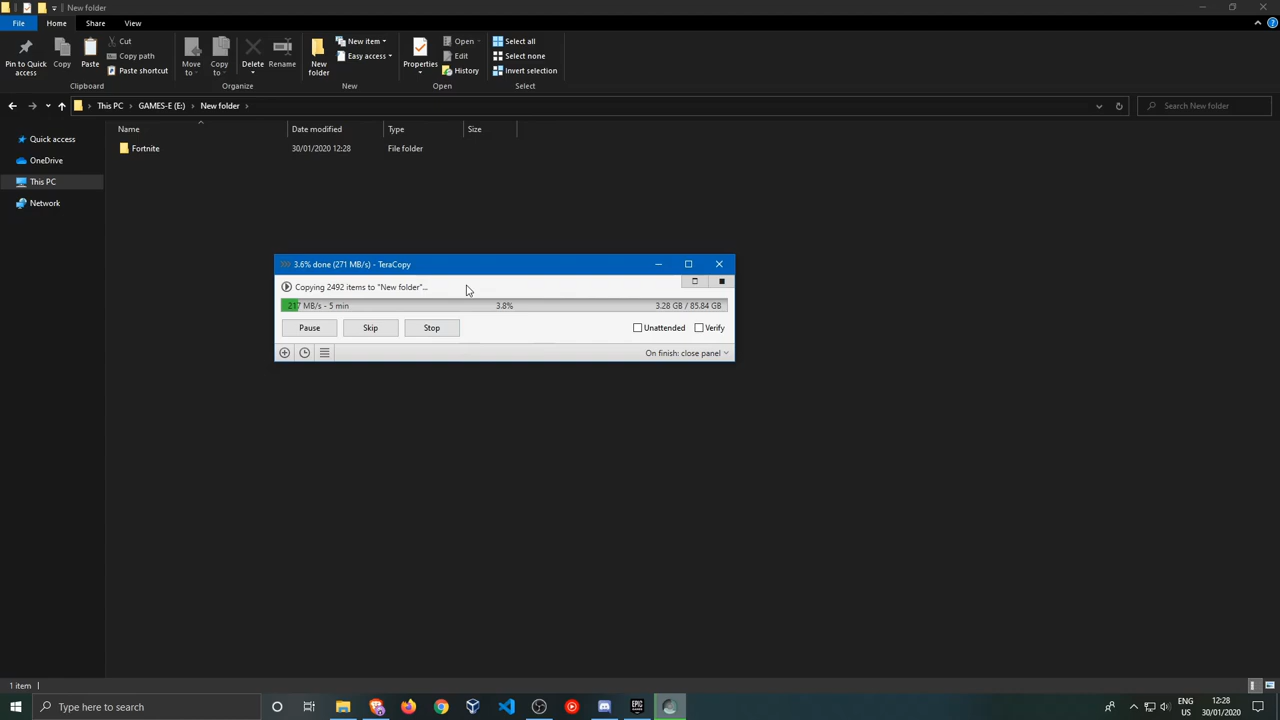 New folder
File Home Share View
Pin to Quick access
Copy
Paste
Cut
Copy path
Paste shortcut
Clipboard
Move to
Copy to
Delete
Rename
Organize
New folder
New item
Easy access
New
Properties
Open
Edit
History
Open
Select all
Select none
Invert selection
Select
This PC › GAMES-E (E:) › New folder ›
Search New folder
Quick access
OneDrive
This PC
Network
Name Date modified Type Size
Fortnite 30/01/2020 12:28 File folder
3.6% done (271 MB/s) - TeraCopy
Copying 2492 items to "New folder"...
217 MB/s - 5 min 3.8% 3.28 GB / 85.84 GB
Pause Skip Stop Unattended Verify
On finish: close panel
1 item
Type here to search
EPIC GAMES
ENG
US
12:28
30/01/2020